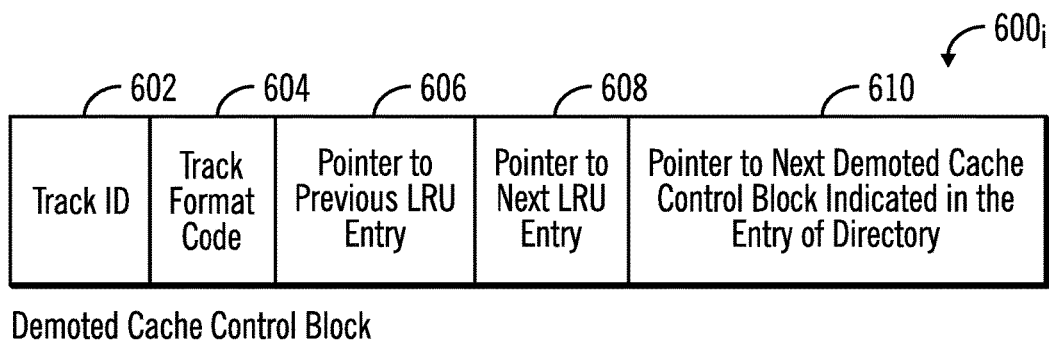 600i
602 604 606 608 610
Track ID
Track
Format
Code
Pointer to
Previous LRU
Entry
Pointer to
Next LRU
Entry
Pointer to Next Demoted Cache
Control Block Indicated in the
Entry of Directory
Demoted Cache Control Block